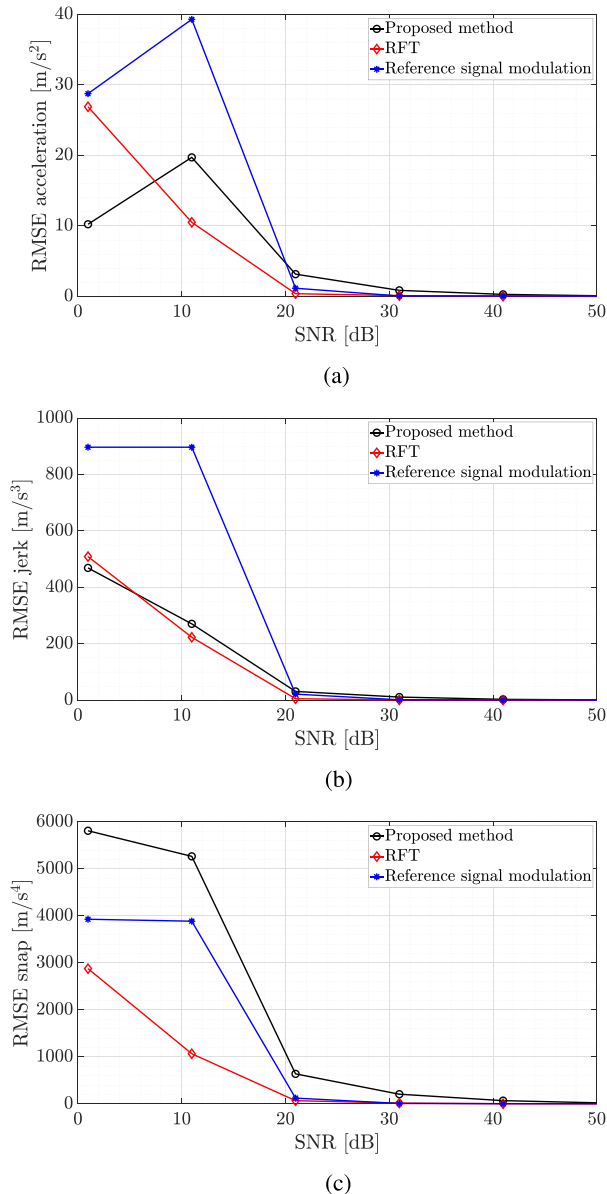 40
30
20
10
0
RMSE acceleration [m/s²]
Proposed method
RFT
Reference signal modulation
0 10 20 30 40 50
SNR [dB]
(a)
1000
800
600
400
200
0
RMSE jerk [m/s³]
Proposed method
RFT
Reference signal modulation
0 10 20 30 40 50
SNR [dB]
(b)
6000
5000
4000
3000
2000
1000
0
RMSE snap [m/s⁴]
Proposed method
RFT
Reference signal modulation
0 10 20 30 40 50
SNR [dB]
(c)